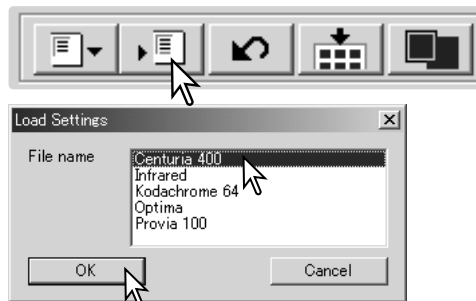 Load Settings
File name
Centuria 400
Infrared
Kodachrome 64
Optima
Provia 100
OK
Cancel